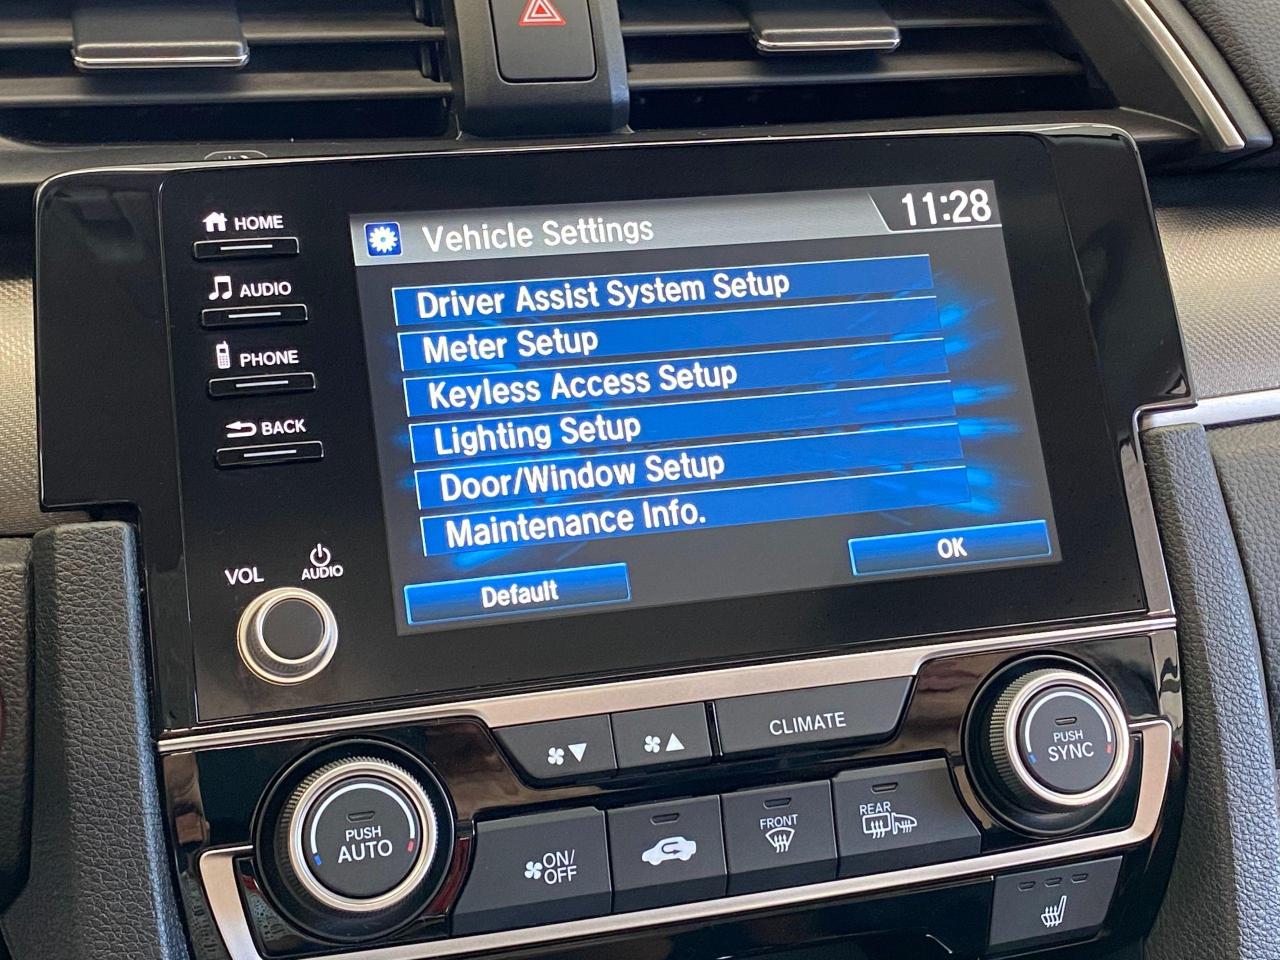 HOME
AUDIO
PHONE
BACK
VOL
AUDIO
Vehicle Settings
11:28
Driver Assist System Setup
Meter Setup
Keyless Access Setup
Lighting Setup
Door/Window Setup
Maintenance Info.
Default
OK
CLIMATE
PUSH
SYNC
PUSH
AUTO
ON/
OFF
FRONT
REAR